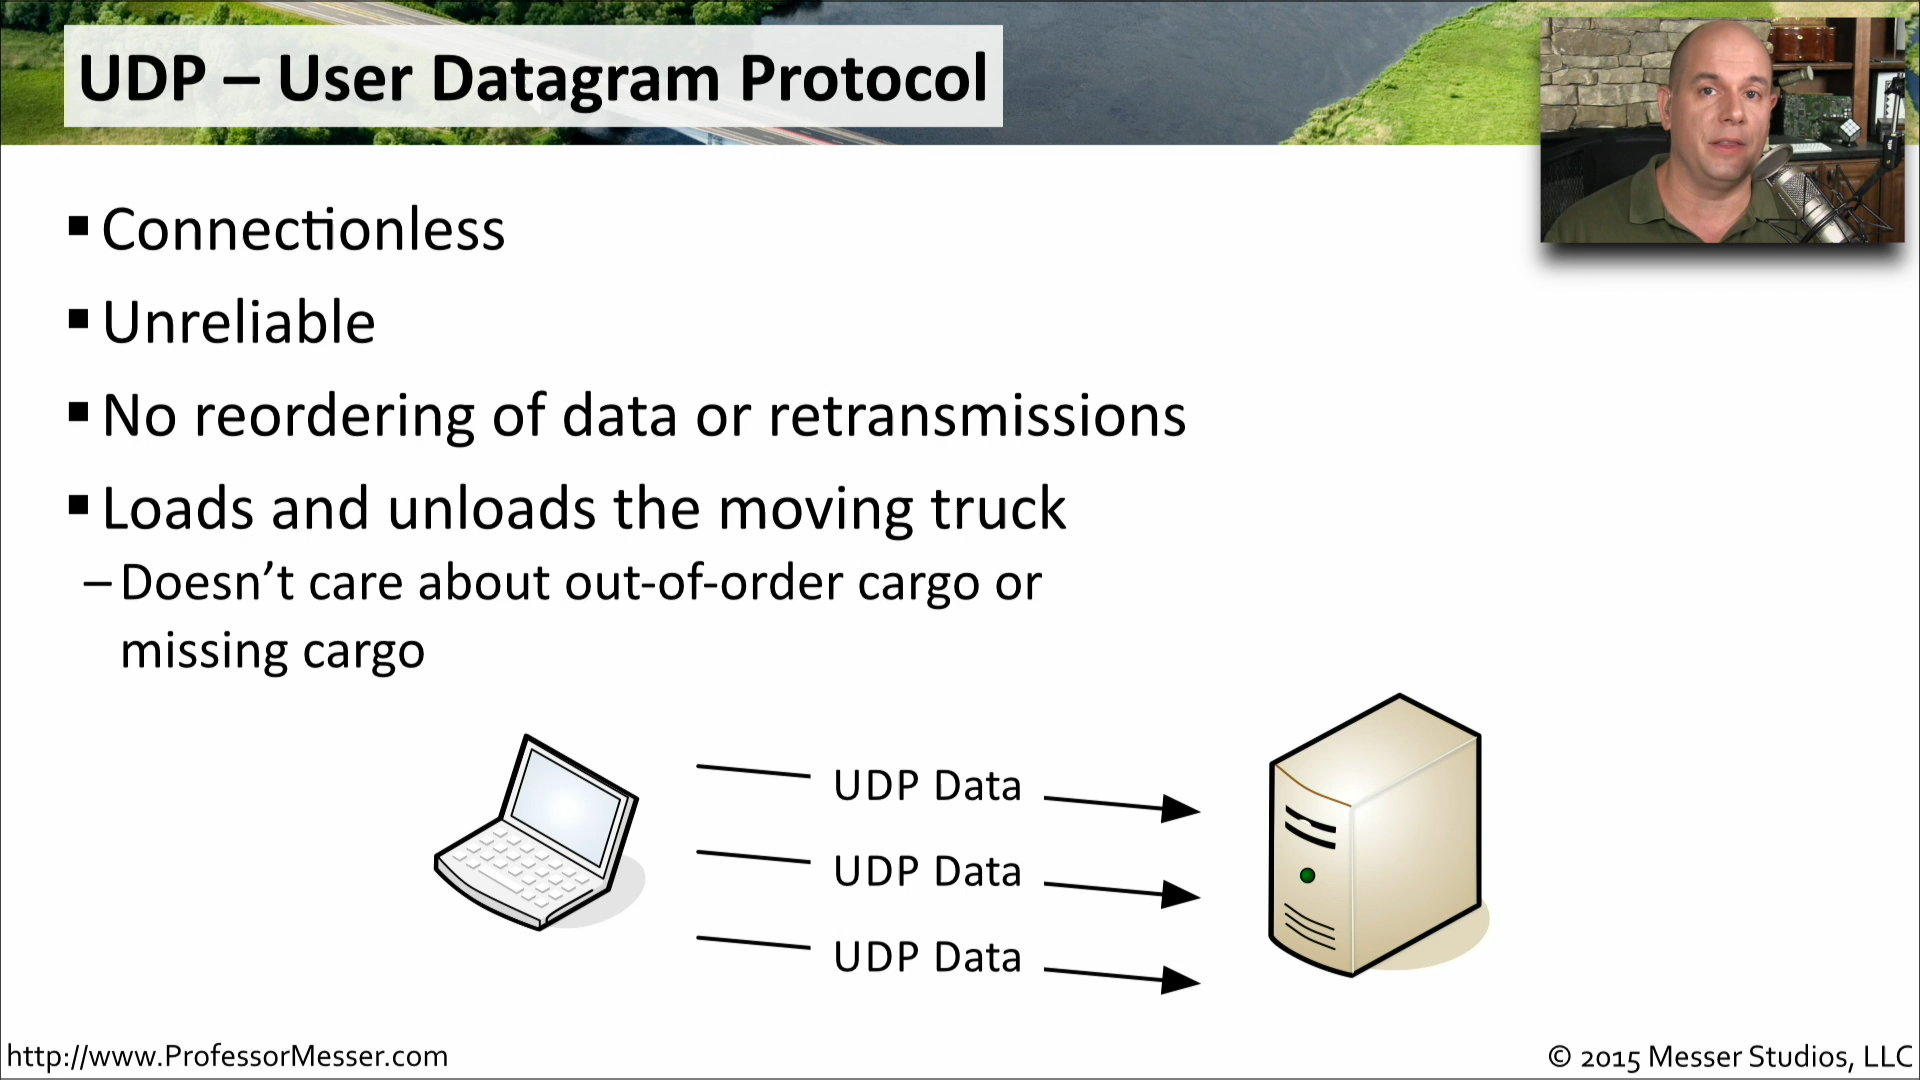 UDP – User Datagram Protocol
▪ Connectionless
▪ Unreliable
▪ No reordering of data or retransmissions
▪ Loads and unloads the moving truck
– Doesn’t care about out-of-order cargo or
missing cargo
UDP Data
UDP Data
UDP Data
http://www.ProfessorMesser.com
© 2015 Messer Studios, LLC